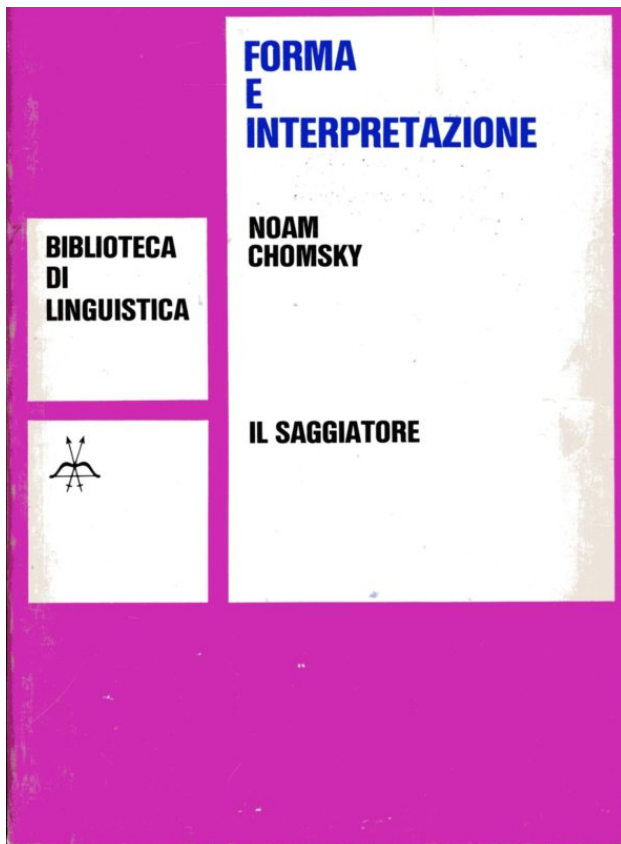 FORMA
E
INTERPRETAZIONE
NOAM
CHOMSKY
BIBLIOTECA
DI
LINGUISTICA
IL SAGGIATORE